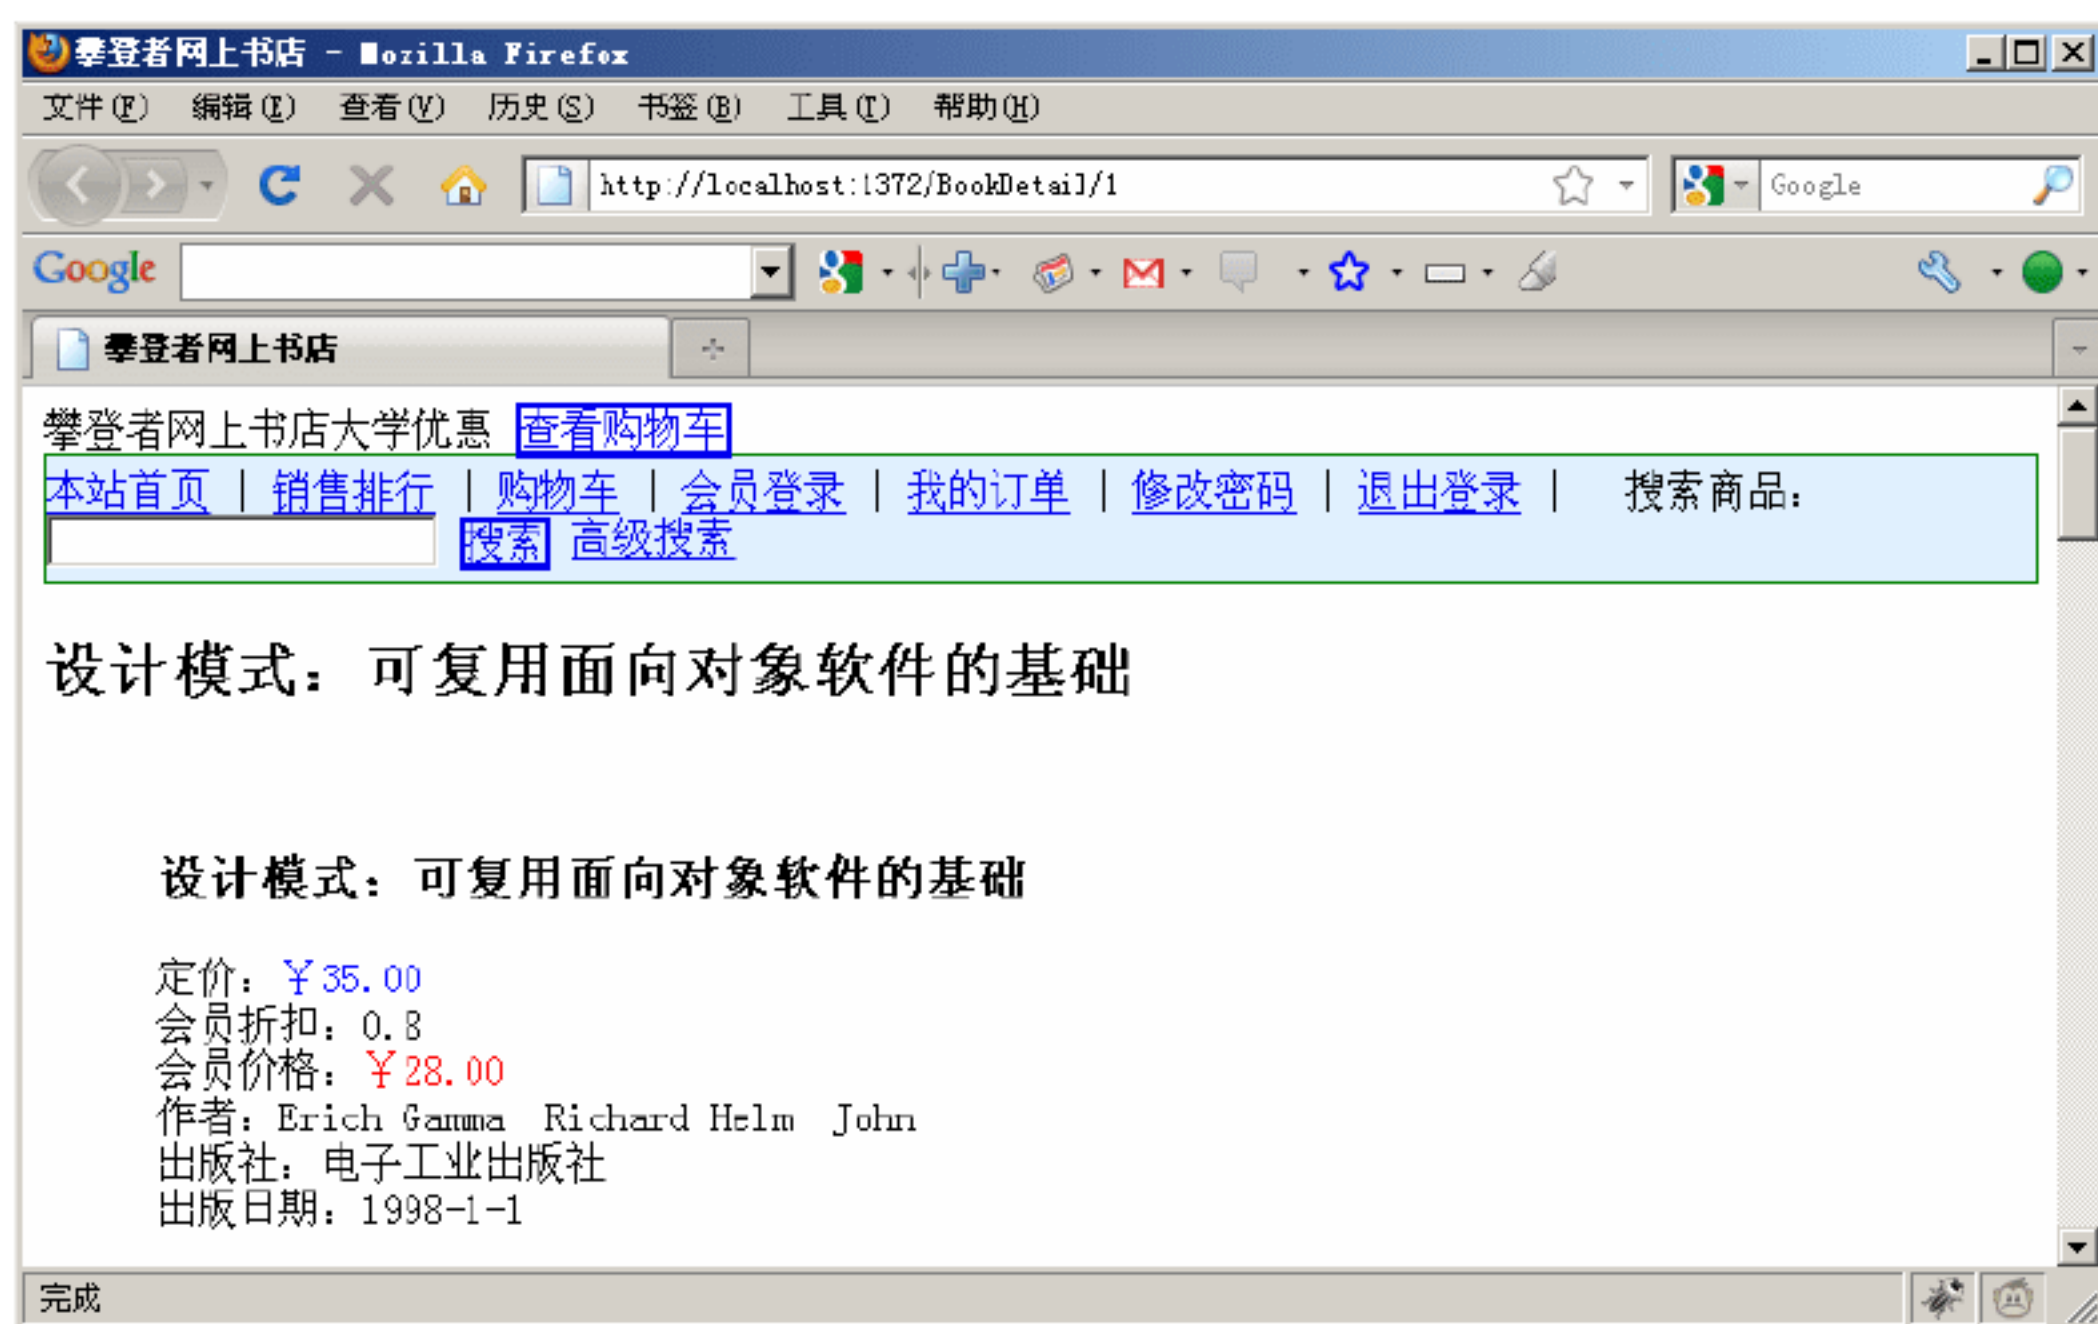 攀登者网上书店 - Mozilla Firefox
文件(F) 编辑(E) 查看(V) 历史(S) 书签(B) 工具(T) 帮助(H)
http://localhost:1372/BookDetail/1 Google
Google
攀登者网上书店
攀登者网上书店大学优惠 查看购物车
本站首页 | 销售排行 | 购物车 | 会员登录 | 我的订单 | 修改密码 | 退出登录 | 搜索商品：
搜索 高级搜索
设计模式：可复用面向对象软件的基础
设计模式：可复用面向对象软件的基础
定价：￥35.00
会员折扣：0.8
会员价格：￥28.00
作者：Erich Gamma Richard Helm John
出版社：电子工业出版社
出版日期：1998-1-1
完成